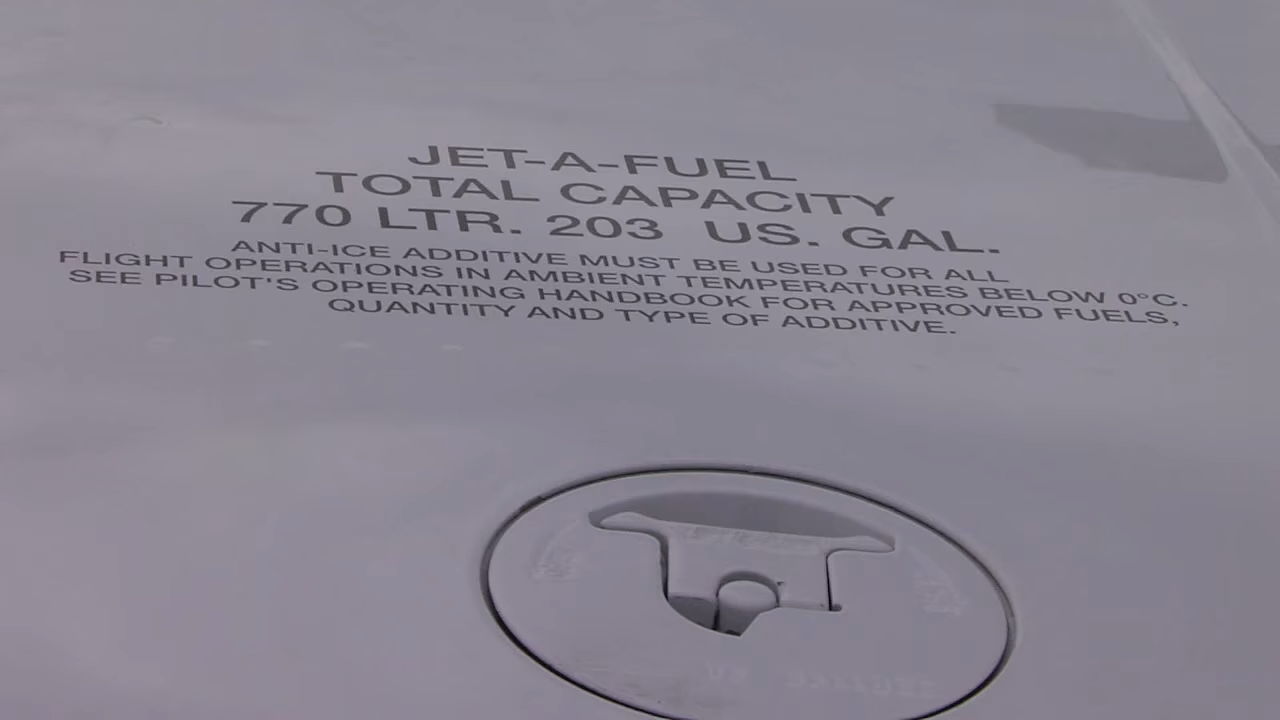 JET-A-FUEL
TOTAL CAPACITY
770 LTR. 203 US. GAL.
ANTI-ICE ADDITIVE MUST BE USED FOR ALL
FLIGHT OPERATIONS IN AMBIENT TEMPERATURES BELOW 0°C.
SEE PILOT'S OPERATING HANDBOOK FOR APPROVED FUELS,
QUANTITY AND TYPE OF ADDITIVE.